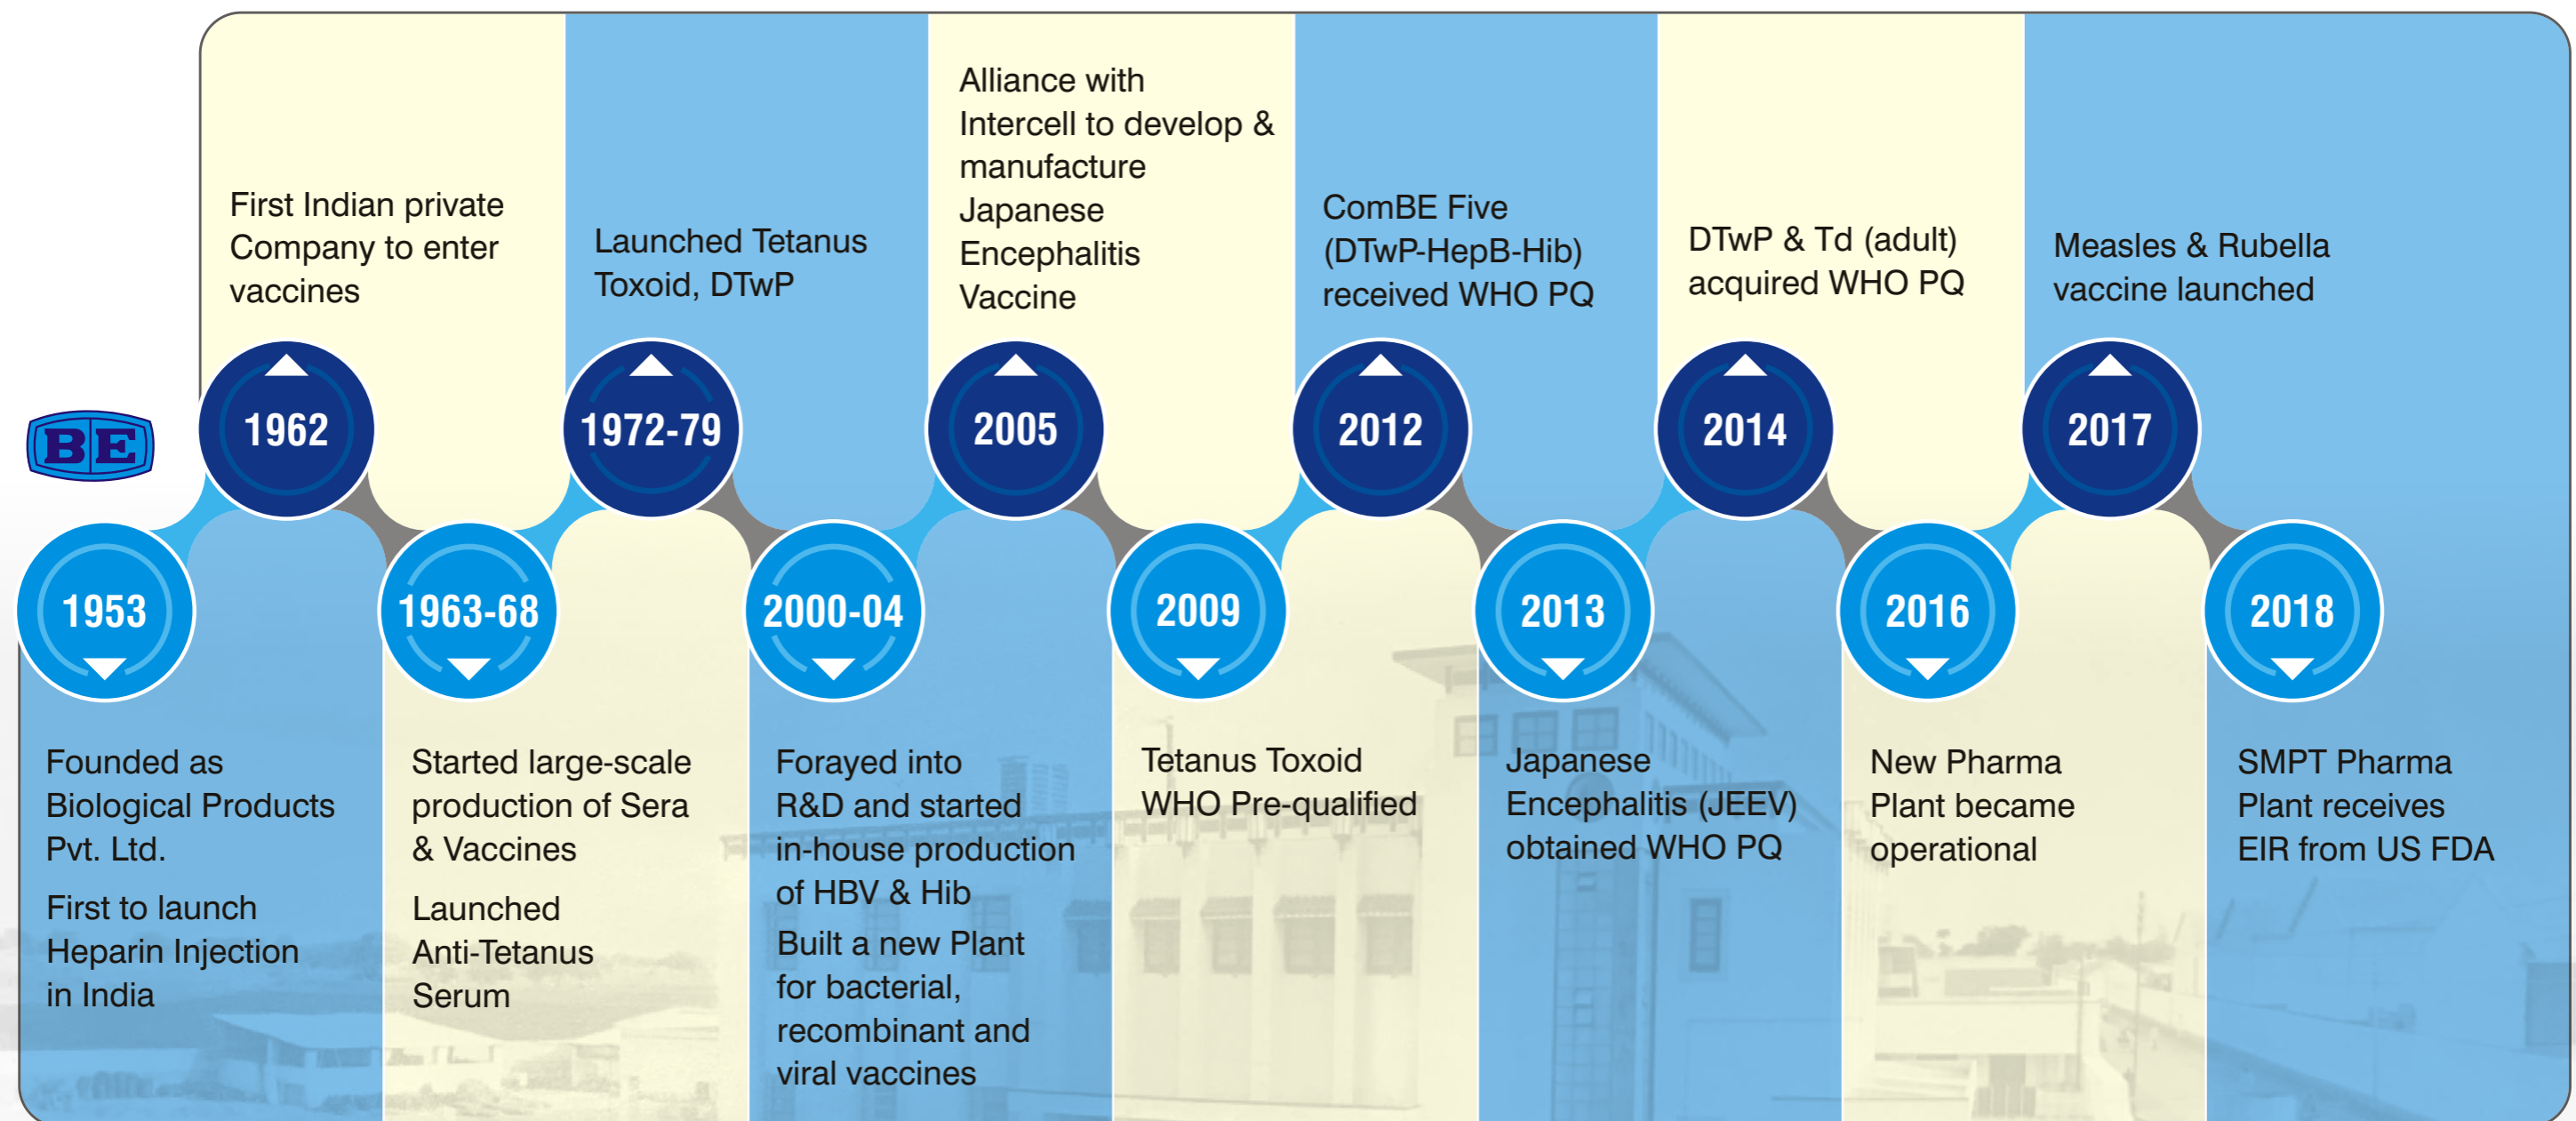 BE
1953
Founded as
Biological Products
Pvt. Ltd.
First to launch
Heparin Injection
in India
First Indian private
Company to enter
vaccines
1962
1963-68
Started large-scale
production of Sera
& Vaccines
Launched
Anti-Tetanus
Serum
Launched Tetanus
Toxoid, DTwP
1972-79
2000-04
Forayed into
R&D and started
in-house production
of HBV & Hib
Built a new Plant
for bacterial,
recombinant and
viral vaccines
Alliance with
Intercell to develop &
manufacture
Japanese
Encephalitis
Vaccine
2005
2009
Tetanus Toxoid
WHO Pre-qualified
ComBE Five
(DTwP-HepB-Hib)
received WHO PQ
2012
2013
Japanese
Encephalitis (JEEV)
obtained WHO PQ
DTwP & Td (adult)
acquired WHO PQ
2014
2016
New Pharma
Plant became
operational
Measles & Rubella
vaccine launched
2017
2018
SMPT Pharma
Plant receives
EIR from US FDA